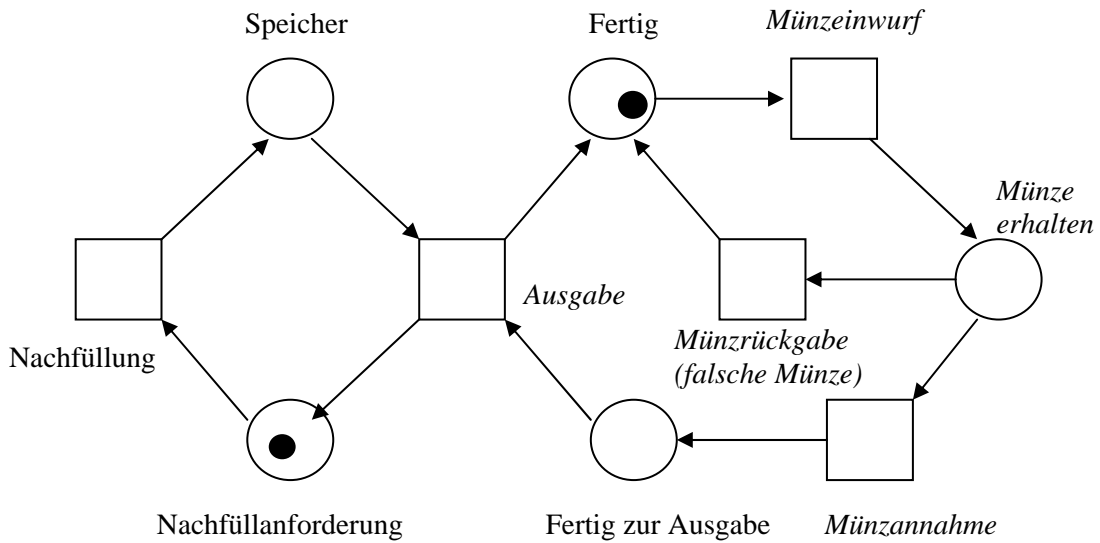 Speicher
Fertig
Münzeinwurf
Münze
erhalten
Ausgabe
Nachfüllung
Münzrückgabe
(falsche Münze)
Nachfüllanforderung
Fertig zur Ausgabe
Münzannahme